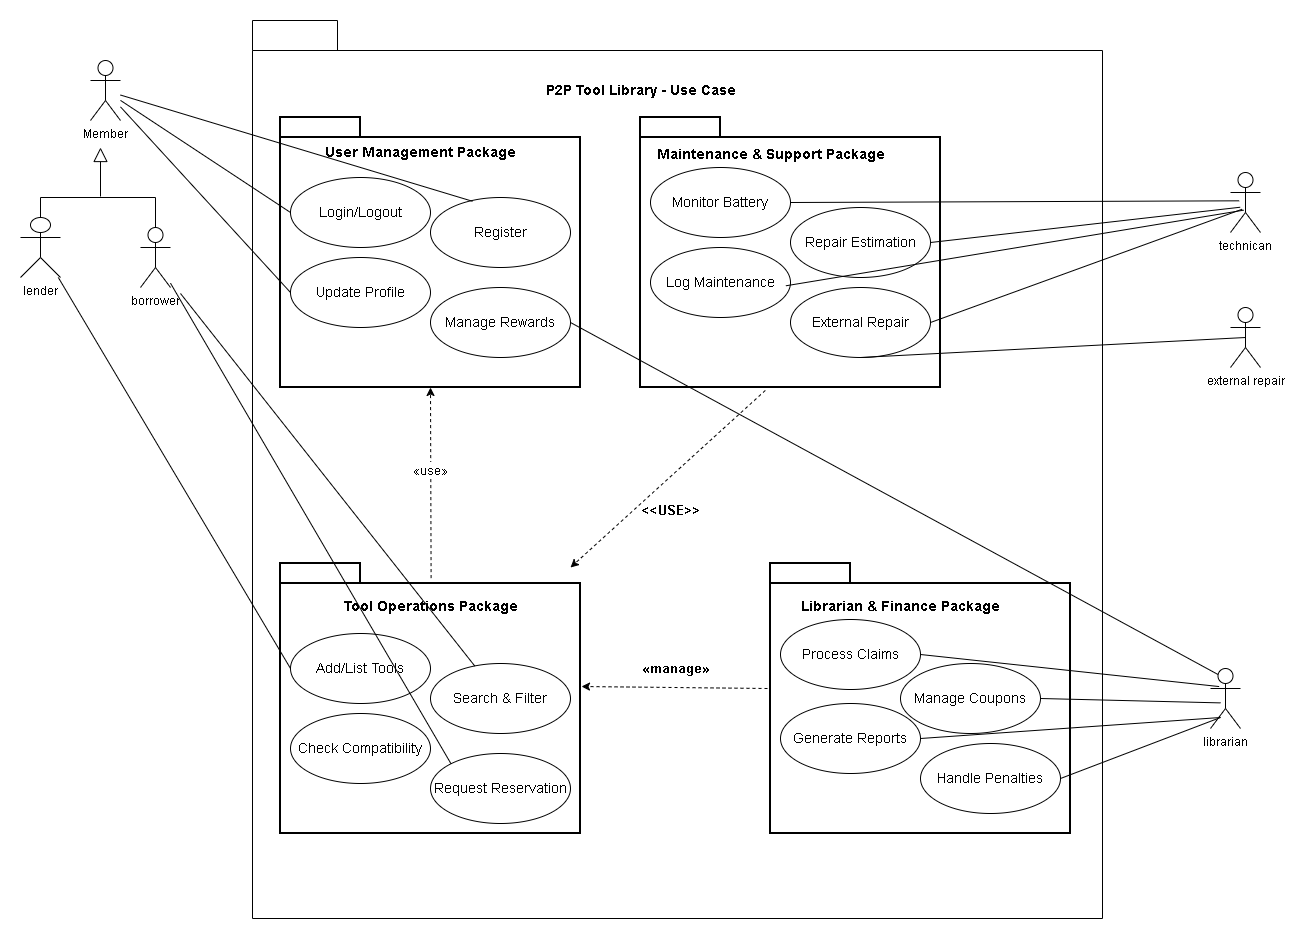 P2P Tool Library - Use Case
Member
lender
borrower
User Management Package
Login/Logout
Register
Update Profile
Manage Rewards
Maintenance & Support Package
Monitor Battery
Repair Estimation
Log Maintenance
External Repair
technican
external repair
«use»
<<USE>>
Tool Operations Package
Add/List Tools
Search & Filter
Check Compatibility
Request Reservation
«manage»
Librarian & Finance Package
Process Claims
Manage Coupons
Generate Reports
Handle Penalties
librarian